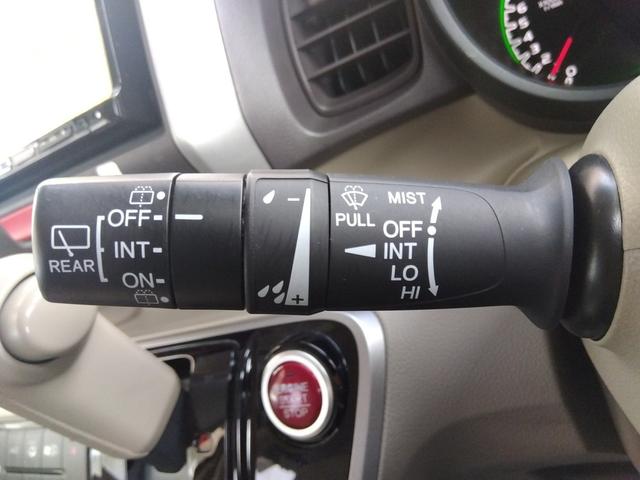 OFF
INT
REAR
ON
-
+
PULL
MIST
OFF
INT
LO
HI
ENGINE
START
STOP